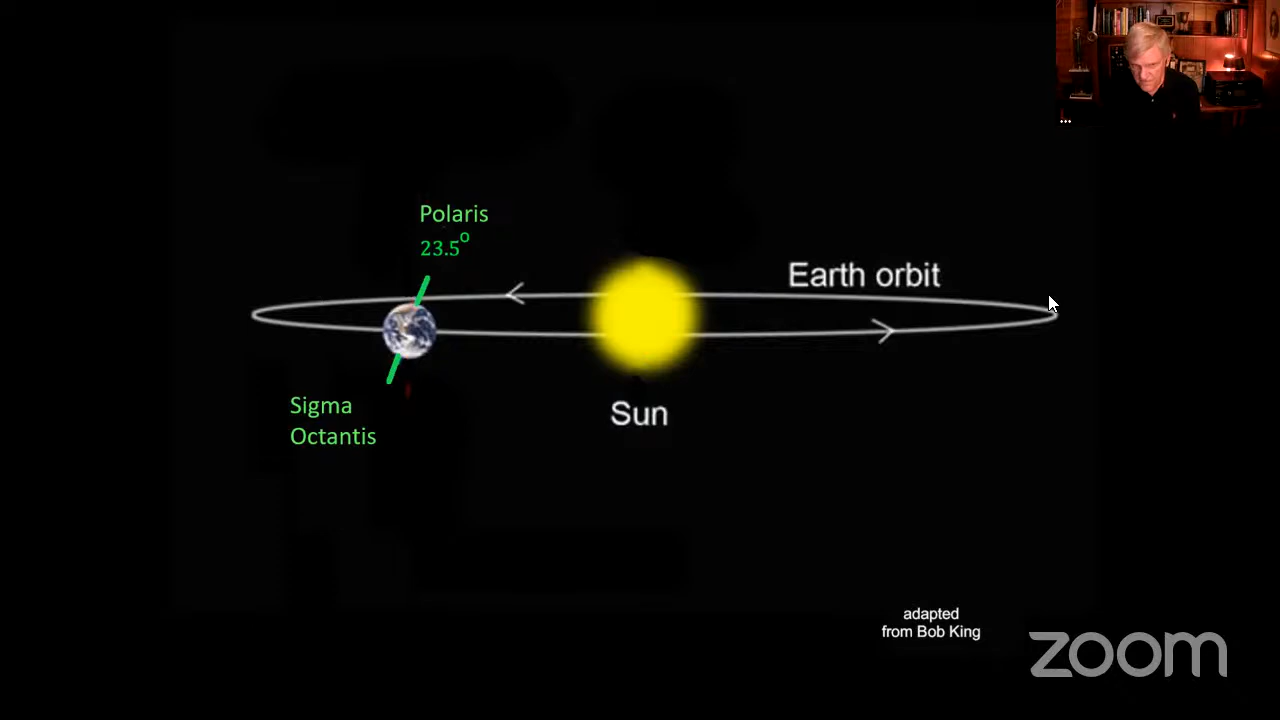 Polaris
23.5°
Earth orbit
Sigma
Octantis
Sun
adapted
from Bob King
zoom